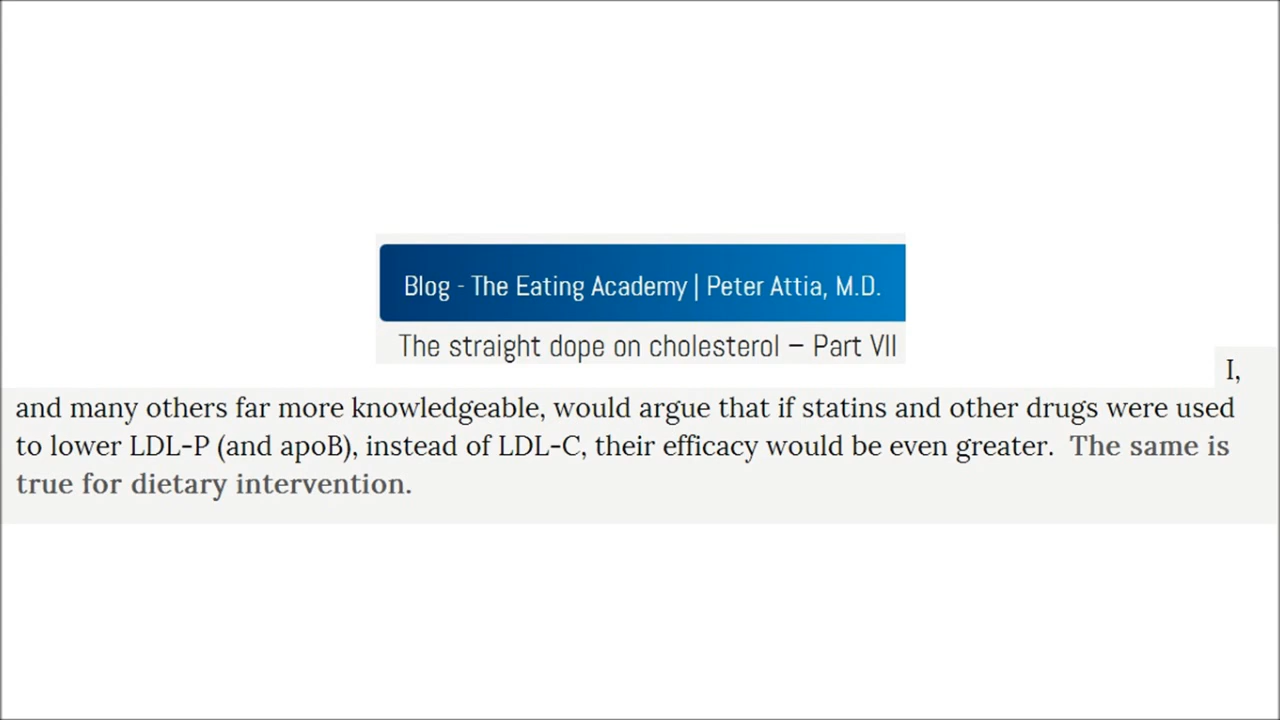 Blog - The Eating Academy | Peter Attia, M.D.
The straight dope on cholesterol – Part VII
I,
and many others far more knowledgeable, would argue that if statins and other drugs were used
to lower LDL-P (and apoB), instead of LDL-C, their efficacy would be even greater. The same is
true for dietary intervention.